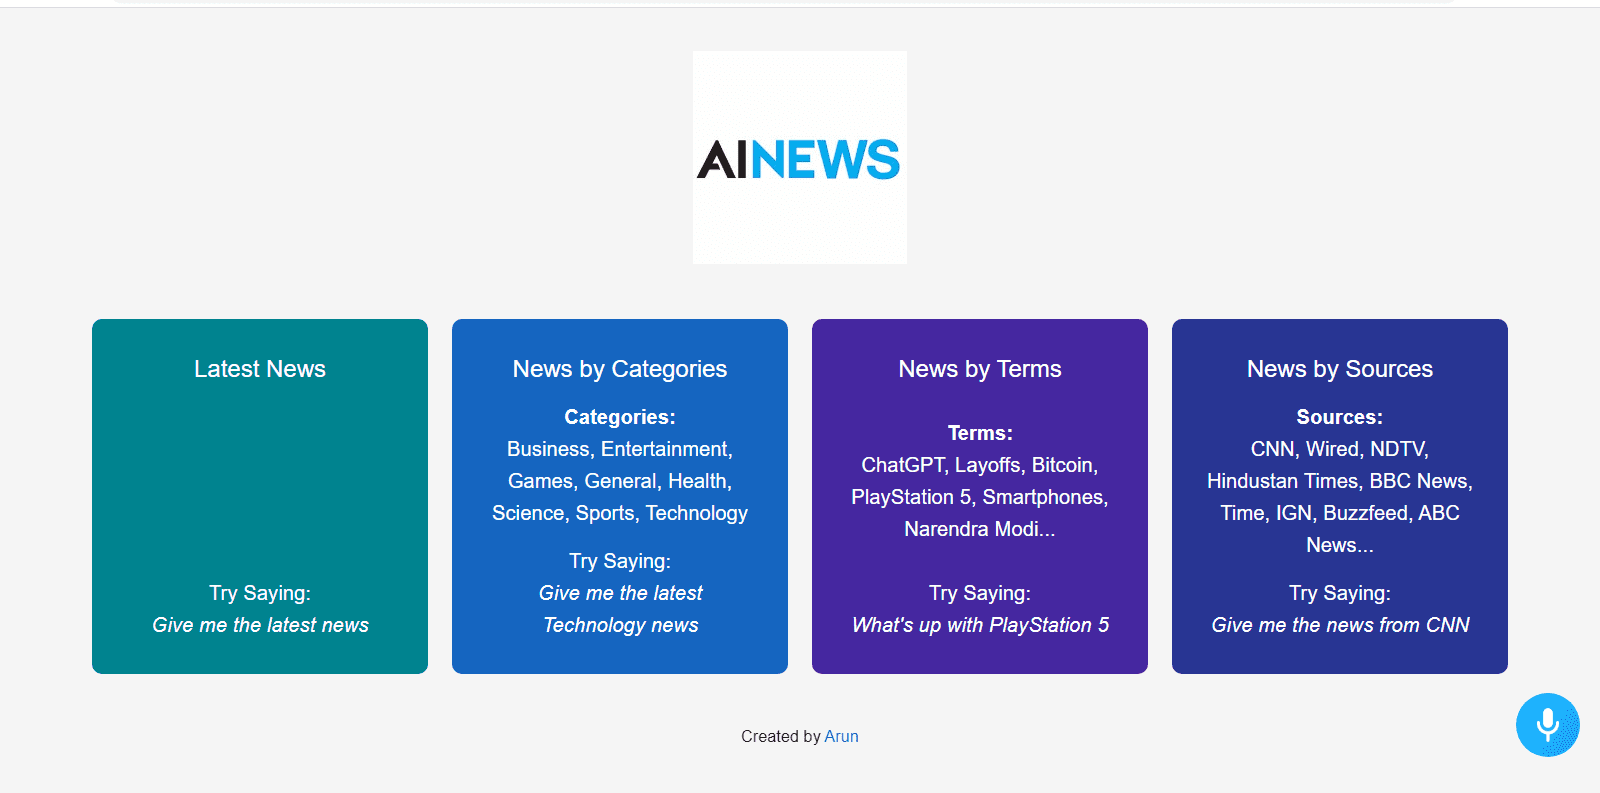 AINEWS
Latest News
Try Saying:
Give me the latest news
News by Categories
Categories:
Business, Entertainment,
Games, General, Health,
Science, Sports, Technology
Try Saying:
Give me the latest
Technology news
News by Terms
Terms:
ChatGPT, Layoffs, Bitcoin,
PlayStation 5, Smartphones,
Narendra Modi...
Try Saying:
What's up with PlayStation 5
News by Sources
Sources:
CNN, Wired, NDTV,
Hindustan Times, BBC News,
Time, IGN, Buzzfeed, ABC
News...
Try Saying:
Give me the news from CNN
Created by Arun